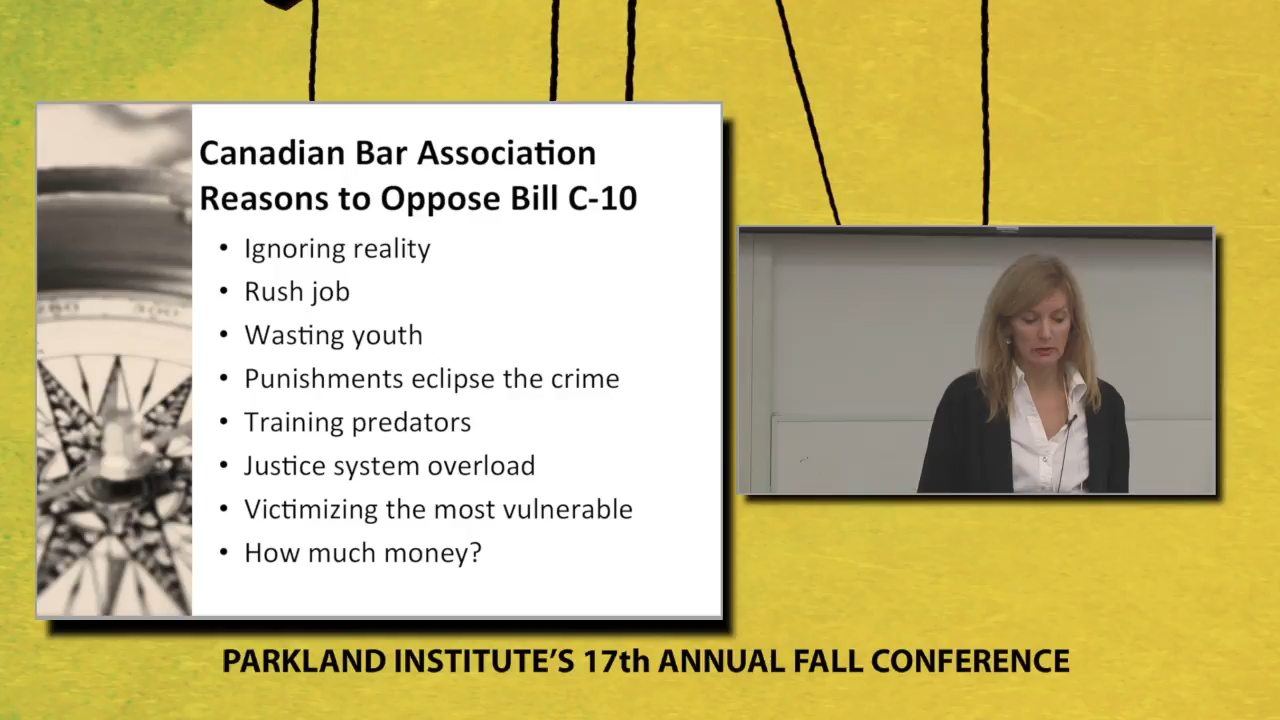 Canadian Bar Association
Reasons to Oppose Bill C-10
• Ignoring reality
• Rush job
• Wasting youth
• Punishments eclipse the crime
• Training predators
• Justice system overload
• Victimizing the most vulnerable
• How much money?
PARKLAND INSTITUTE’S 17th ANNUAL FALL CONFERENCE